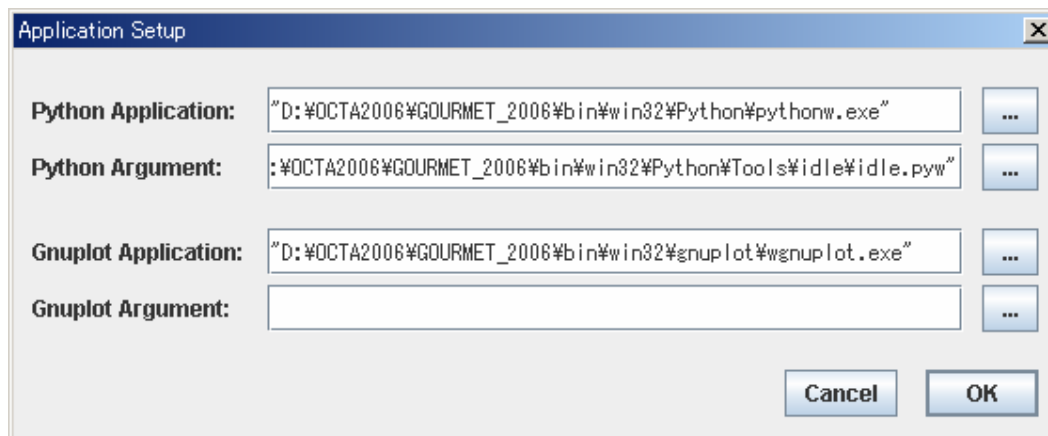 Application Setup
Python Application: "D:¥OCTA2006¥GOURMET_2006¥bin¥win32¥Python¥pythonw.exe" ...
Python Argument: :¥OCTA2006¥GOURMET_2006¥bin¥win32¥Python¥Tools¥idle¥idle.pyw" ...
Gnuplot Application: "D:¥OCTA2006¥GOURMET_2006¥bin¥win32¥gnuplot¥wgnuplot.exe" ...
Gnuplot Argument: ...
Cancel OK